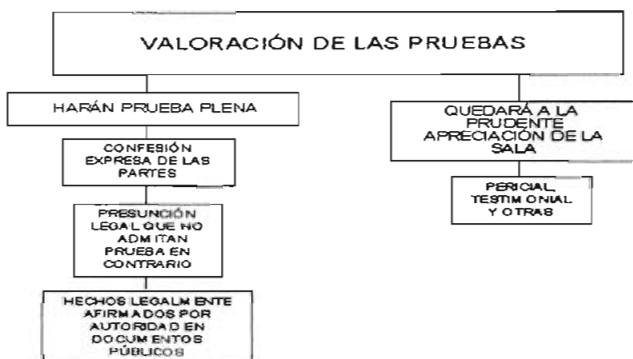 VALORACIÓN DE LAS PRUEBAS
HARÁN PRUEBA PLENA
CONFESIÓN
EXPRESA DE LAS
PARTES
PRESUNCIÓN
LEGAL QUE NO
ADMITAN
PRUEBA EN
CONTRARIO
HECHOS LEGALMENTE
AFIRMADOS POR
AUTORIDAD EN
DOCUMENTOS
PÚBLICOS
QUEDARÁ A LA
PRUDENTE
APRECIACIÓN DE LA
SALA
PERICIAL,
TESTIMONIAL
Y OTRAS